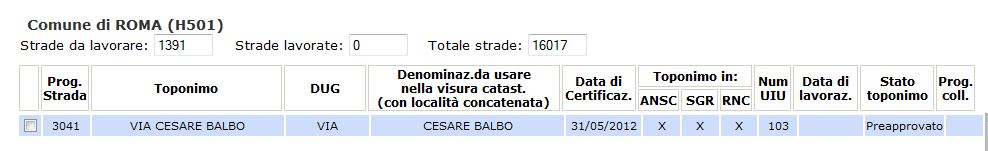 Comune di ROMA (H501)
Strade da lavorare: 1391 Strade lavorate: 0 Totale strade: 16017
Prog. Strada Toponimo DUG Denominaz.da usare nella visura catast. (con località concatenata) Data di Certificaz. Toponimo in: ANSC SGR RNC Num UIU Data di lavoraz. Stato toponimo Prog. coll.
3041 VIA CESARE BALBO VIA CESARE BALBO 31/05/2012 X X X 103 Preapprovato